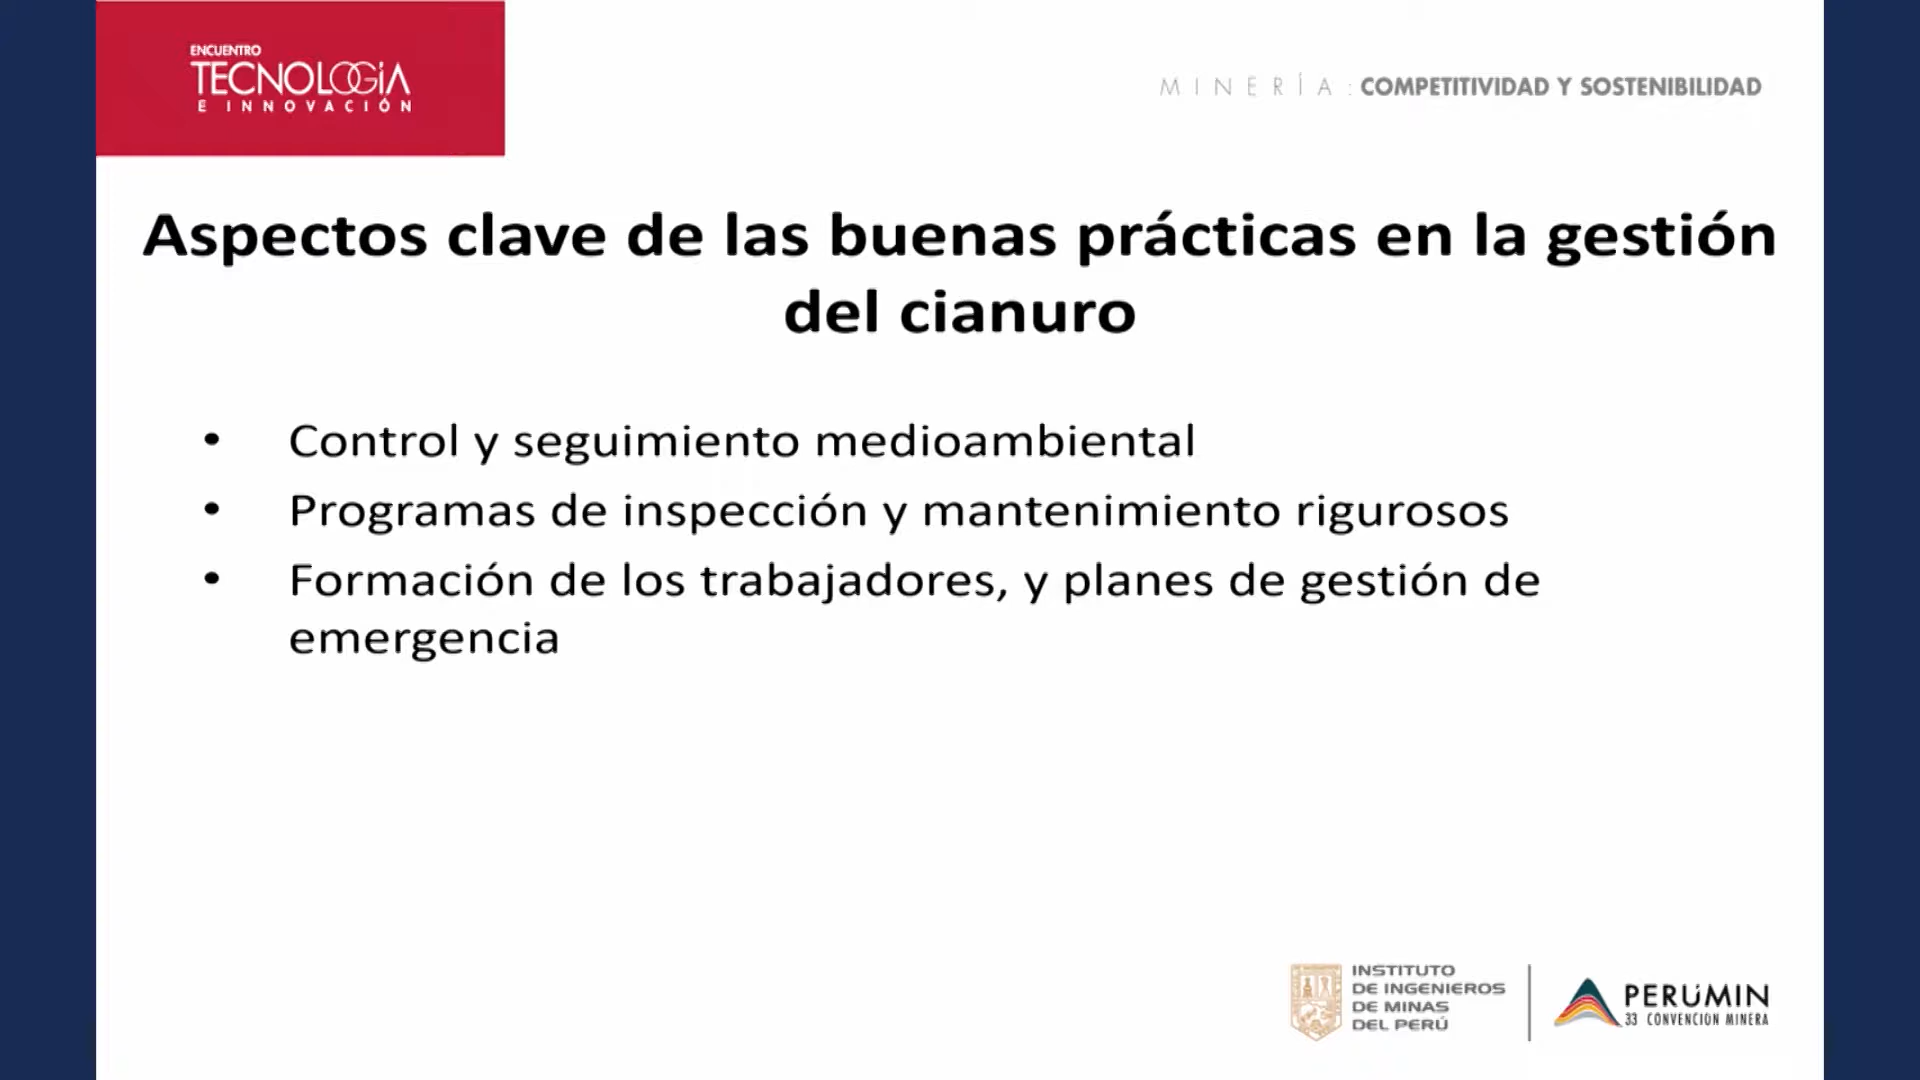 ENCUENTRO
TECNOLOGÍA
E INNOVACIÓN
MINERÍA: COMPETITIVIDAD Y SOSTENIBILIDAD
Aspectos clave de las buenas prácticas en la gestión
del cianuro
• Control y seguimiento medioambiental
• Programas de inspección y mantenimiento rigurosos
• Formación de los trabajadores, y planes de gestión de
emergencia
INSTITUTO
DE INGENIEROS
DE MINAS
DEL PERÚ
PERÚMIN
33 CONVENCIÓN MINERA